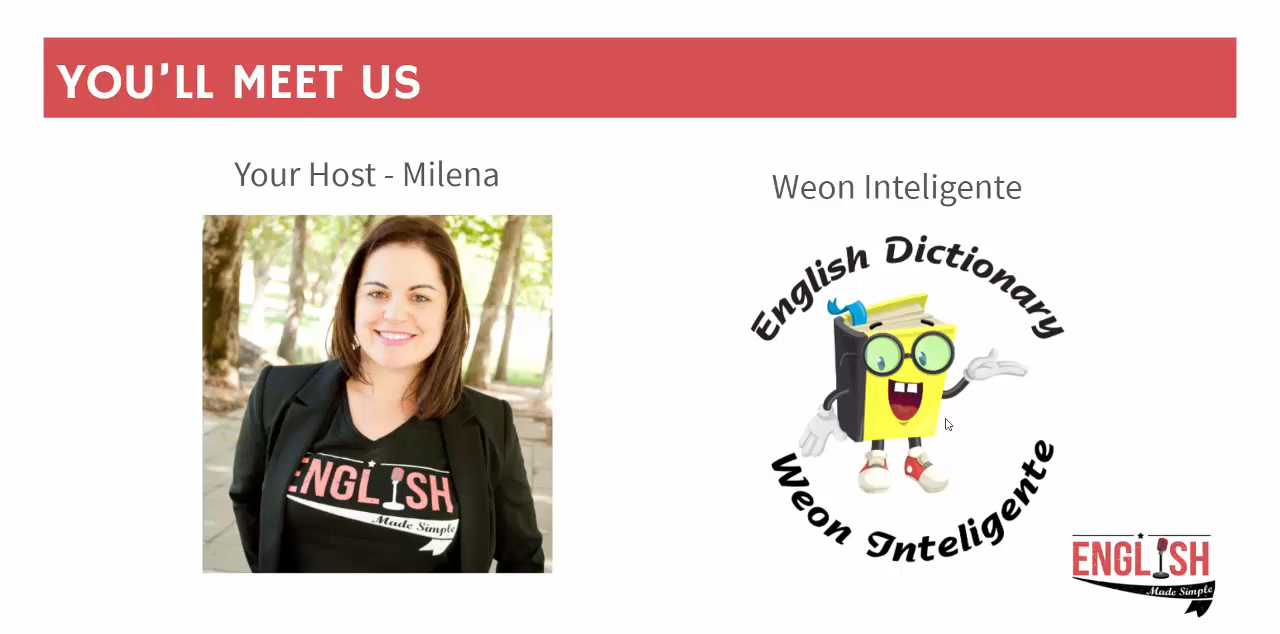 YOU'LL MEET US
Your Host - Milena
ENGLISH
Made Simple
Weon Inteligente
English Dictionary
Weon Inteligente
ENGLISH
Made Simple